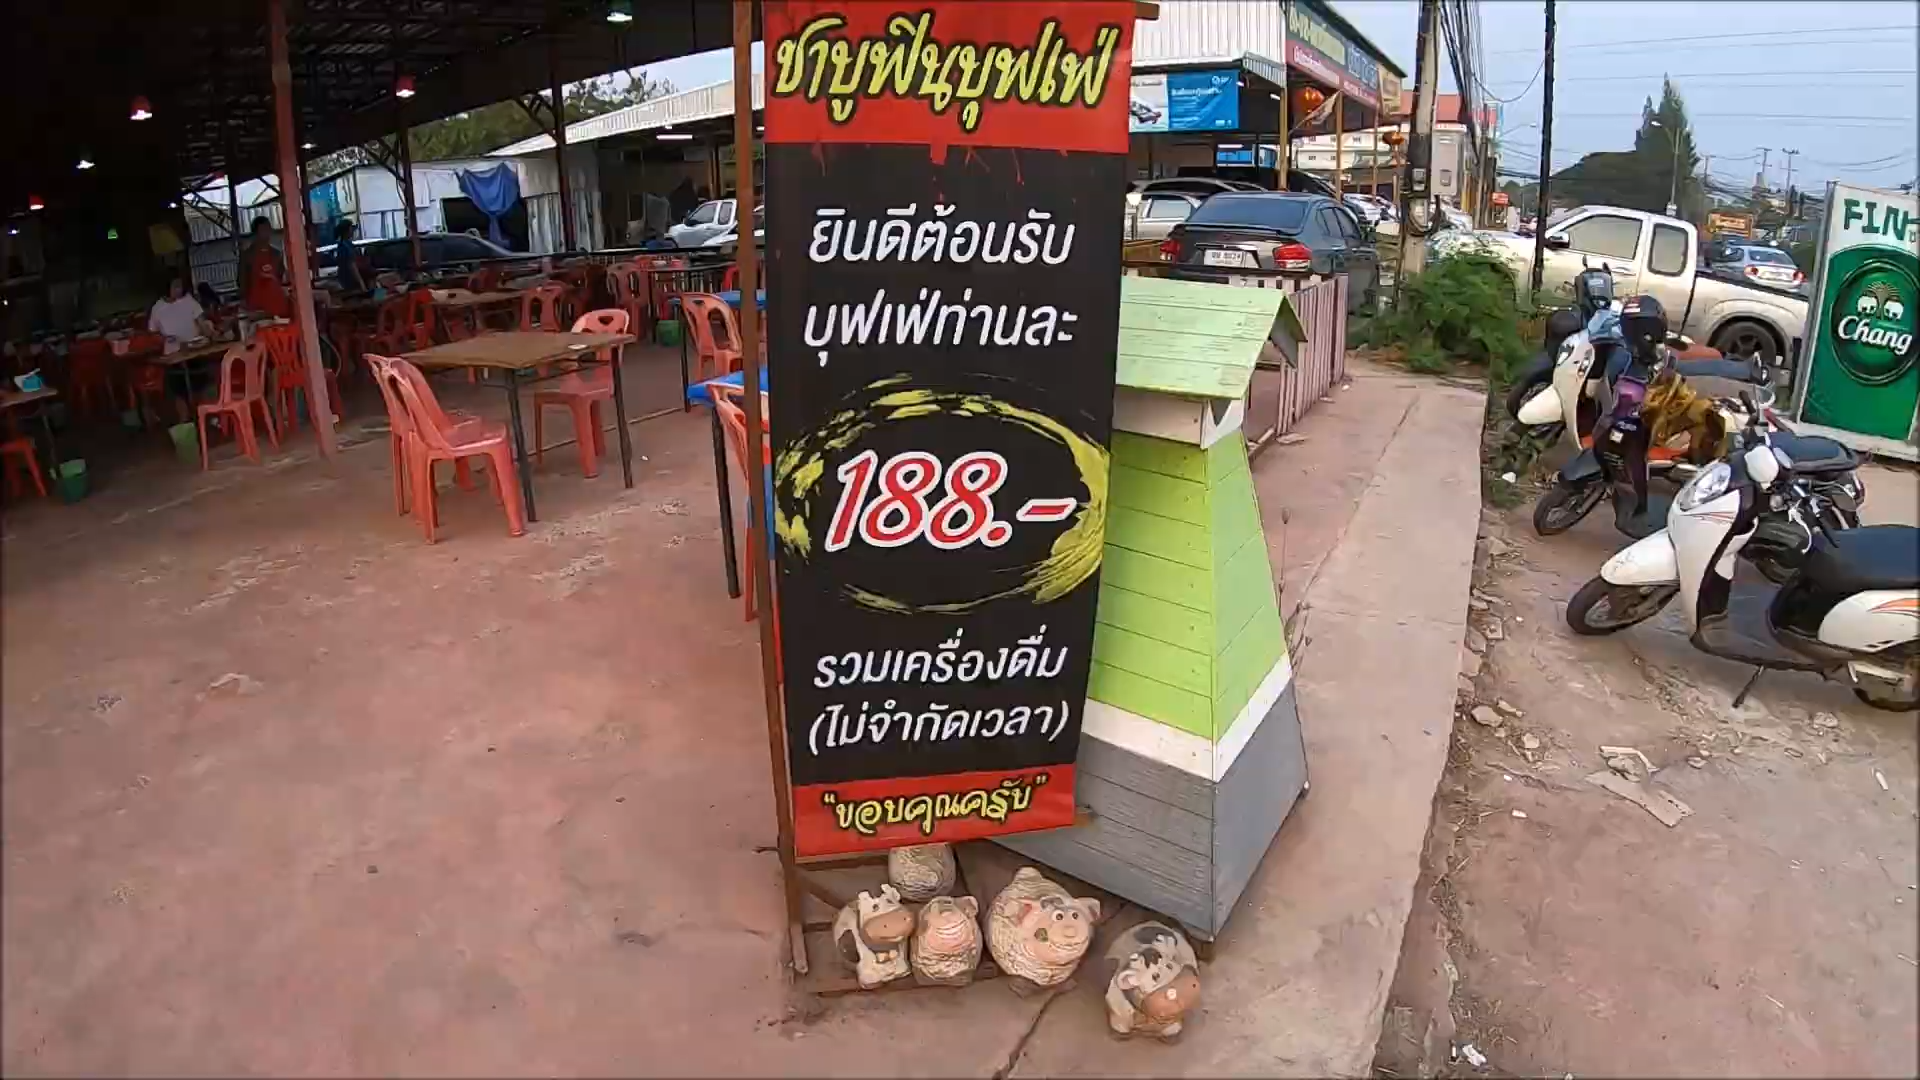 ชาบูฟินบุฟเฟ่
ยินดีต้อนรับ
บุฟเฟ่ท่านละ
188.-
รวมเครื่องดื่ม
(ไม่จำกัดเวลา)
"ขอบคุณครับ"
FIN
Chang